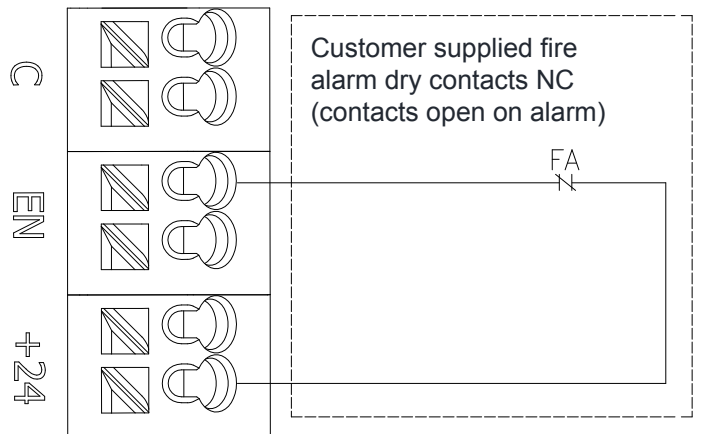 C
EN
+24
Customer supplied fire
alarm dry contacts NC
(contacts open on alarm)
FA